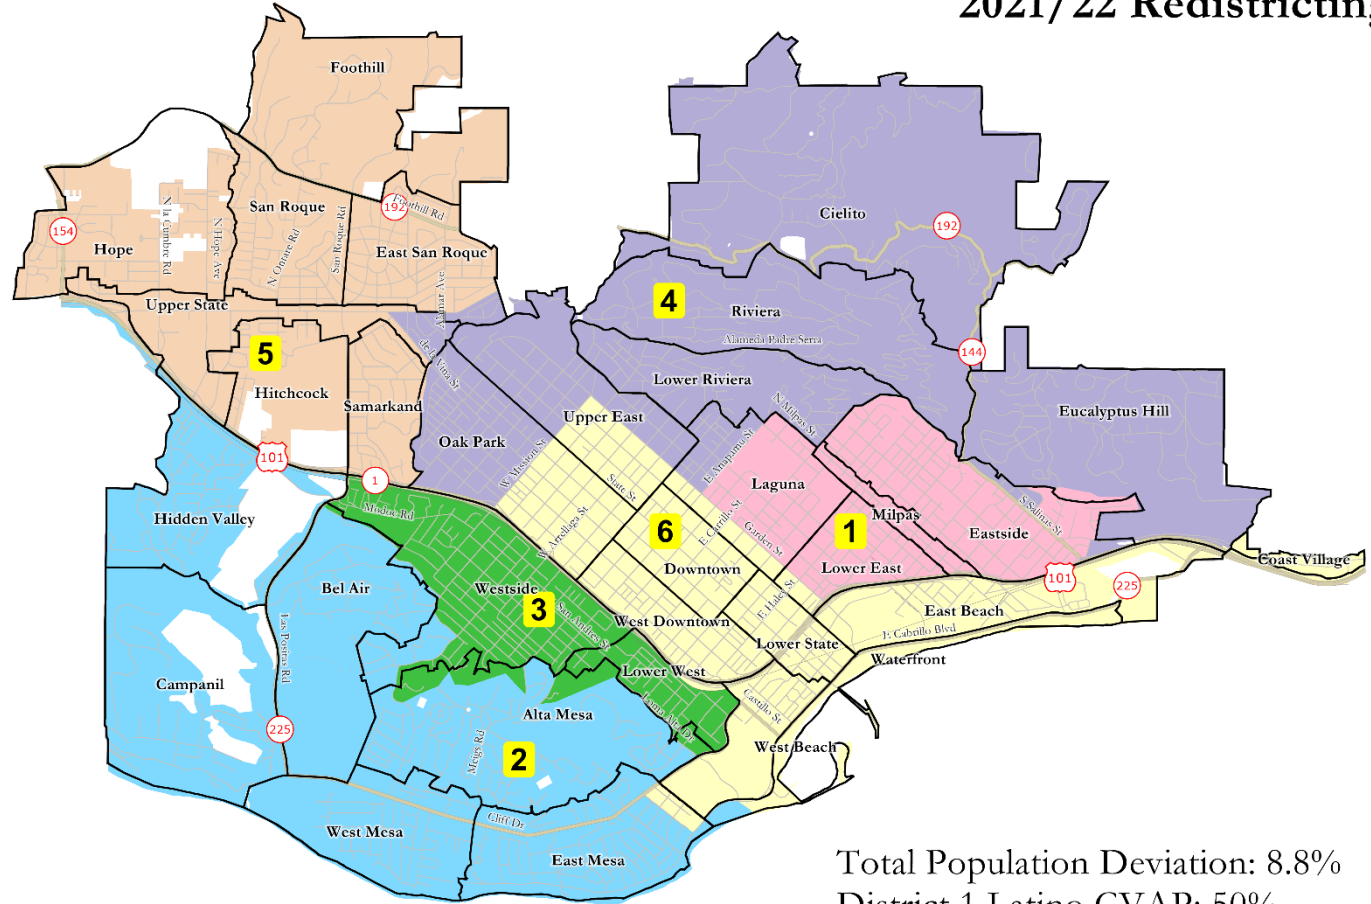 2021/22 Redistricting
Foothill
San Roque
192
Foothill Rd
N la Cumbre Rd
N Hope Ave
N Ontare Rd
San Roque Rd
154
Hope
East San Roque
Alamar Ave
Upper State
5
Hitchcock
Samarkand
de la Vina St
Cielito
192
4
Riviera
Alameda Padre Serra
144
Lower Riviera
N Milpas St
Eucalyptus Hill
Upper East
Oak Park
W. Mission St
State St
E. Anapamu St
101
1
Modoc Rd
Laguna
S Salinas St
Hidden Valley
W. Arrellaga St
6
E. Carrillo St
Garden St
1
Milpas
Eastside
Downtown
Lower East
Coast Village
101
225
Bel Air
Westside
3
San Andres St
E. Haley St
East Beach
E Cabrillo Blvd
West Downtown
Lower State
Waterfront
Las Positas Rd
Campanil
Lower West
Loma Alta Dr
Castillo St
225
Alta Mesa
Meigs Rd
2
West Beach
Cliff Dr
West Mesa
East Mesa
Total Population Deviation: 8.8%
District 1 Latino CVAP: 50%